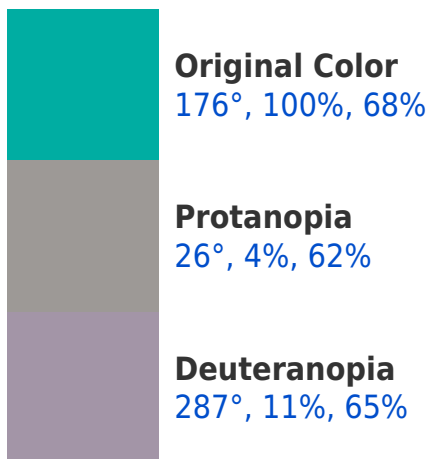 Original Color
176°, 100%, 68%
Protanopia
26°, 4%, 62%
Deuteranopia
287°, 11%, 65%